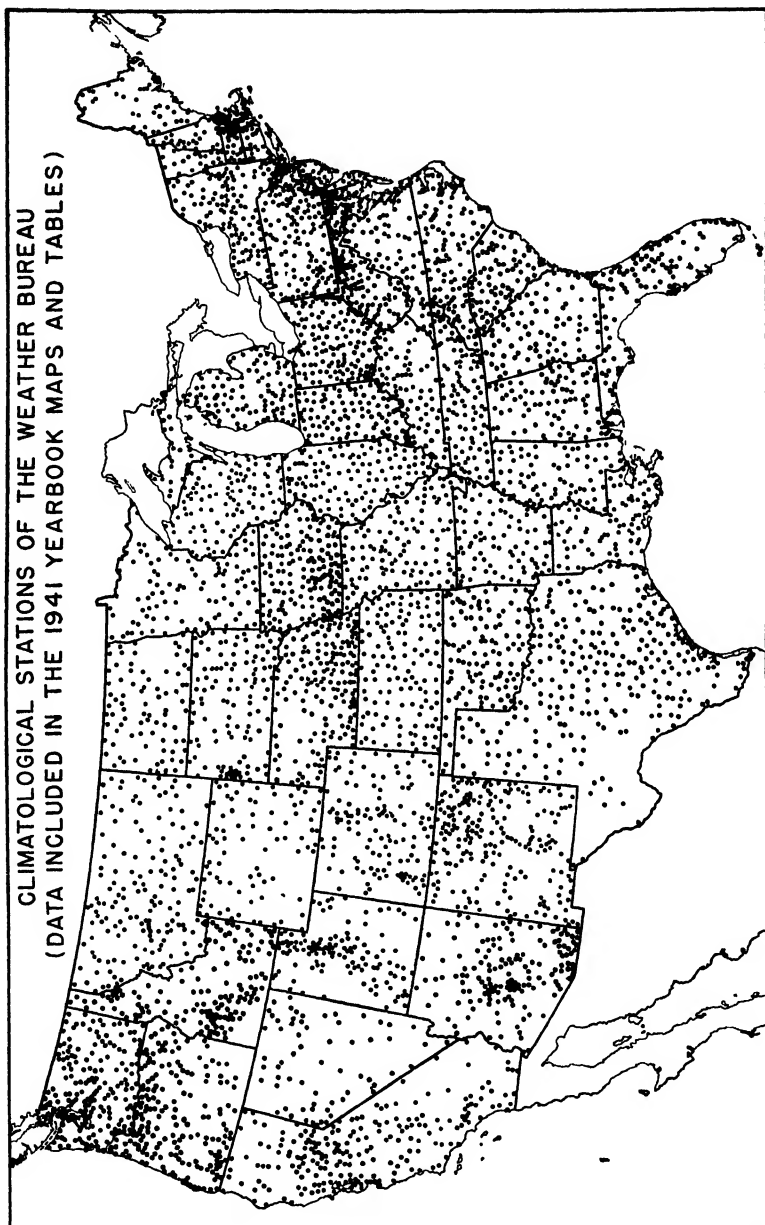 CLIMATOLOGICAL STATIONS OF THE WEATHER BUREAU
(DATA INCLUDED IN THE 1941 YEARBOOK MAPS AND TABLES)